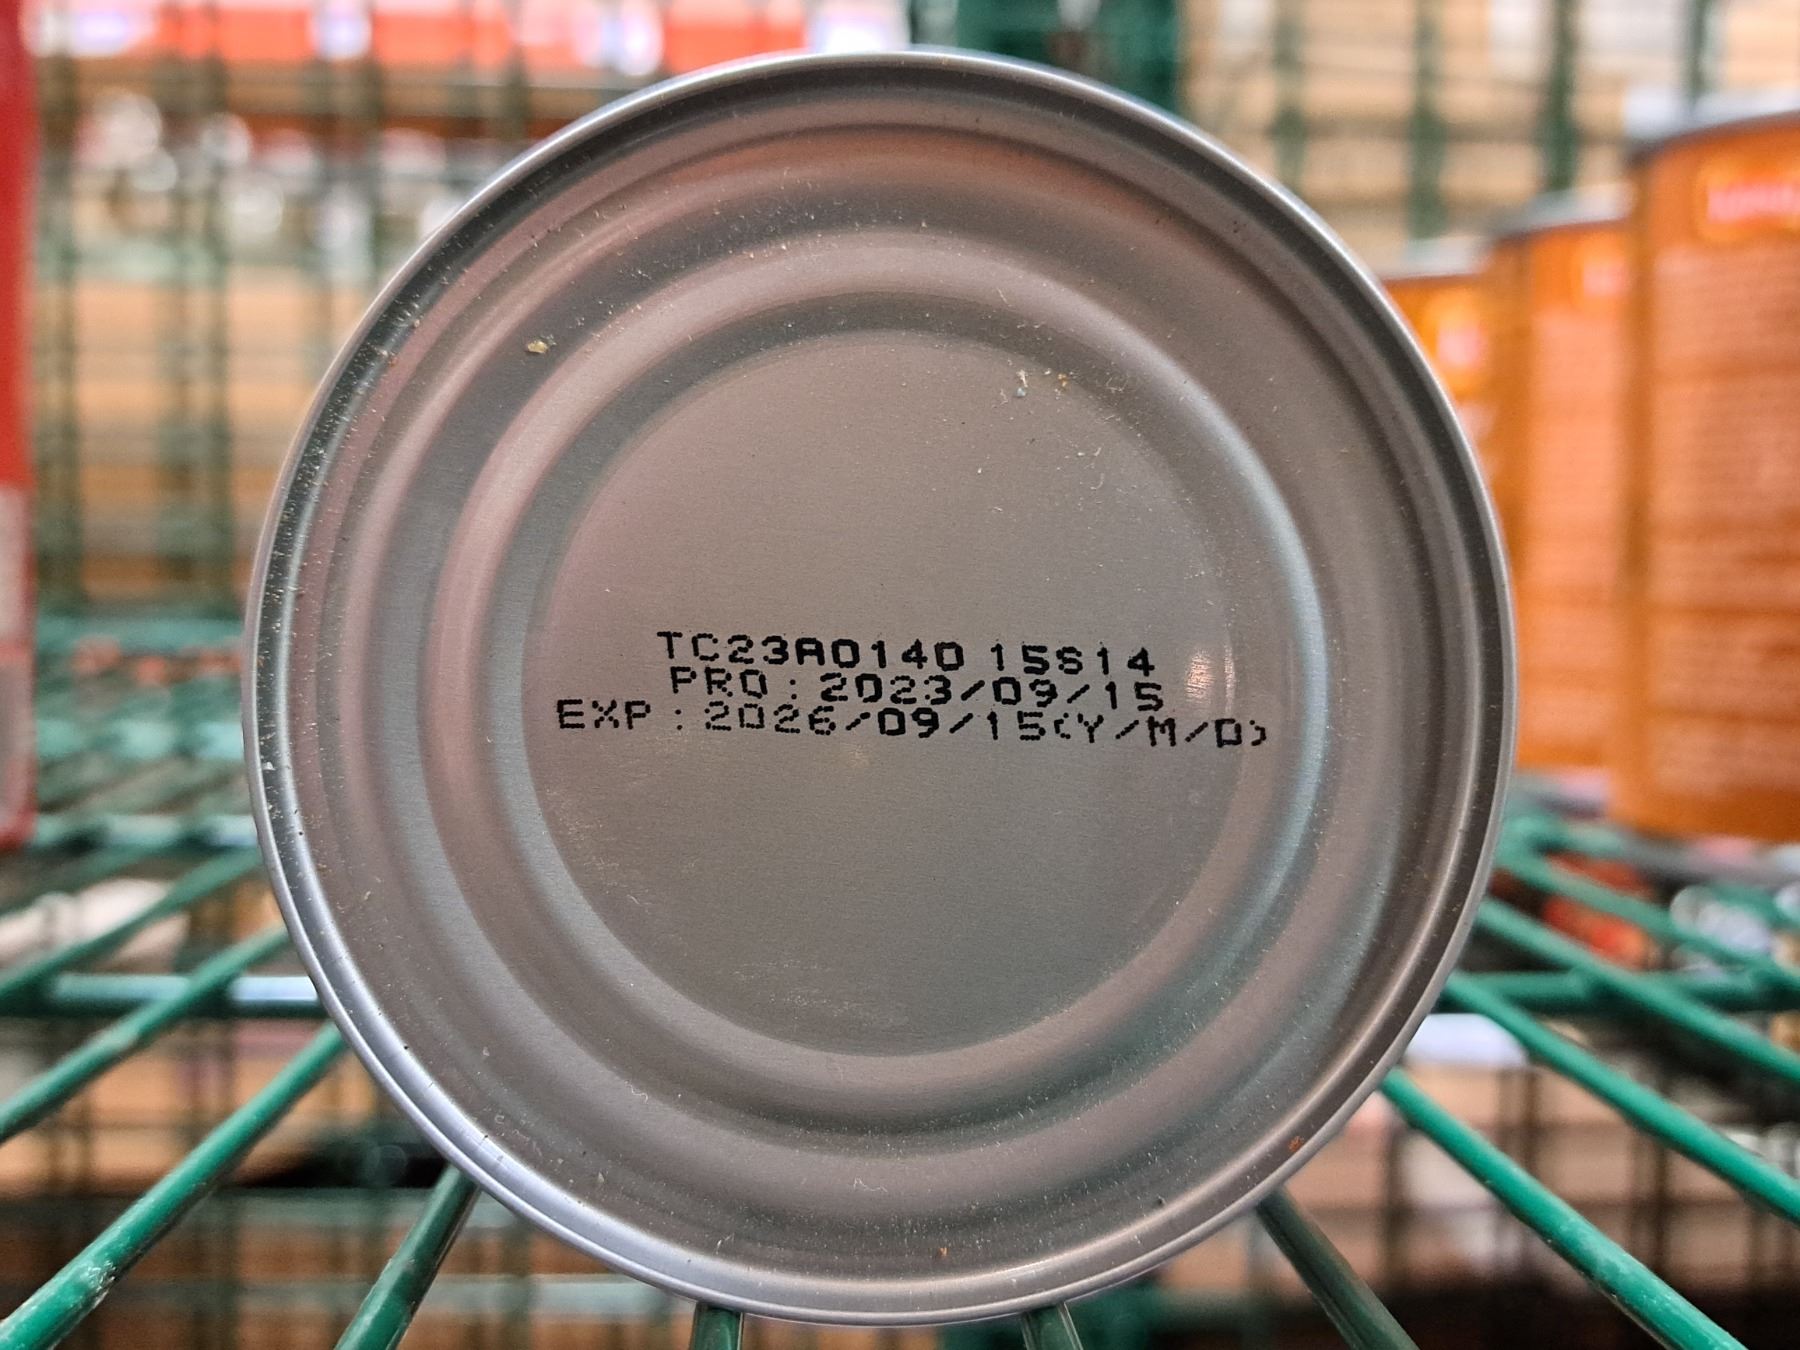 TC23A0140 15S14
PRO : 2023/09/15
EXP : 2026/09/15(Y/M/D)